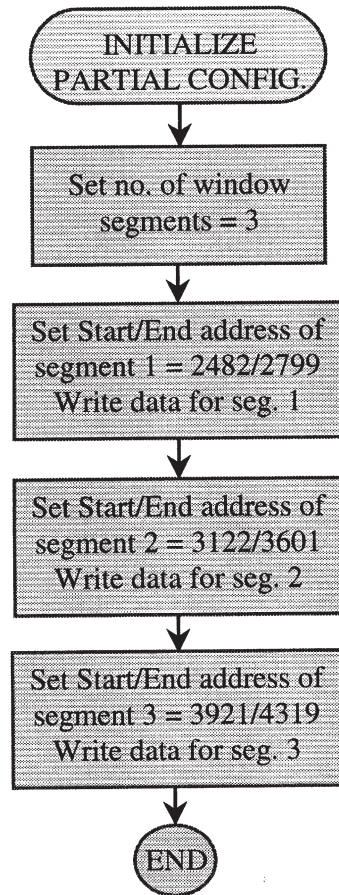 INITIALIZE
PARTIAL CONFIG.
Set no. of window
segments = 3
Set Start/End address of
segment 1 = 2482/2799
Write data for seg. 1
Set Start/End address of
segment 2 = 3122/3601
Write data for seg. 2
Set Start/End address of
segment 3 = 3921/4319
Write data for seg. 3
END